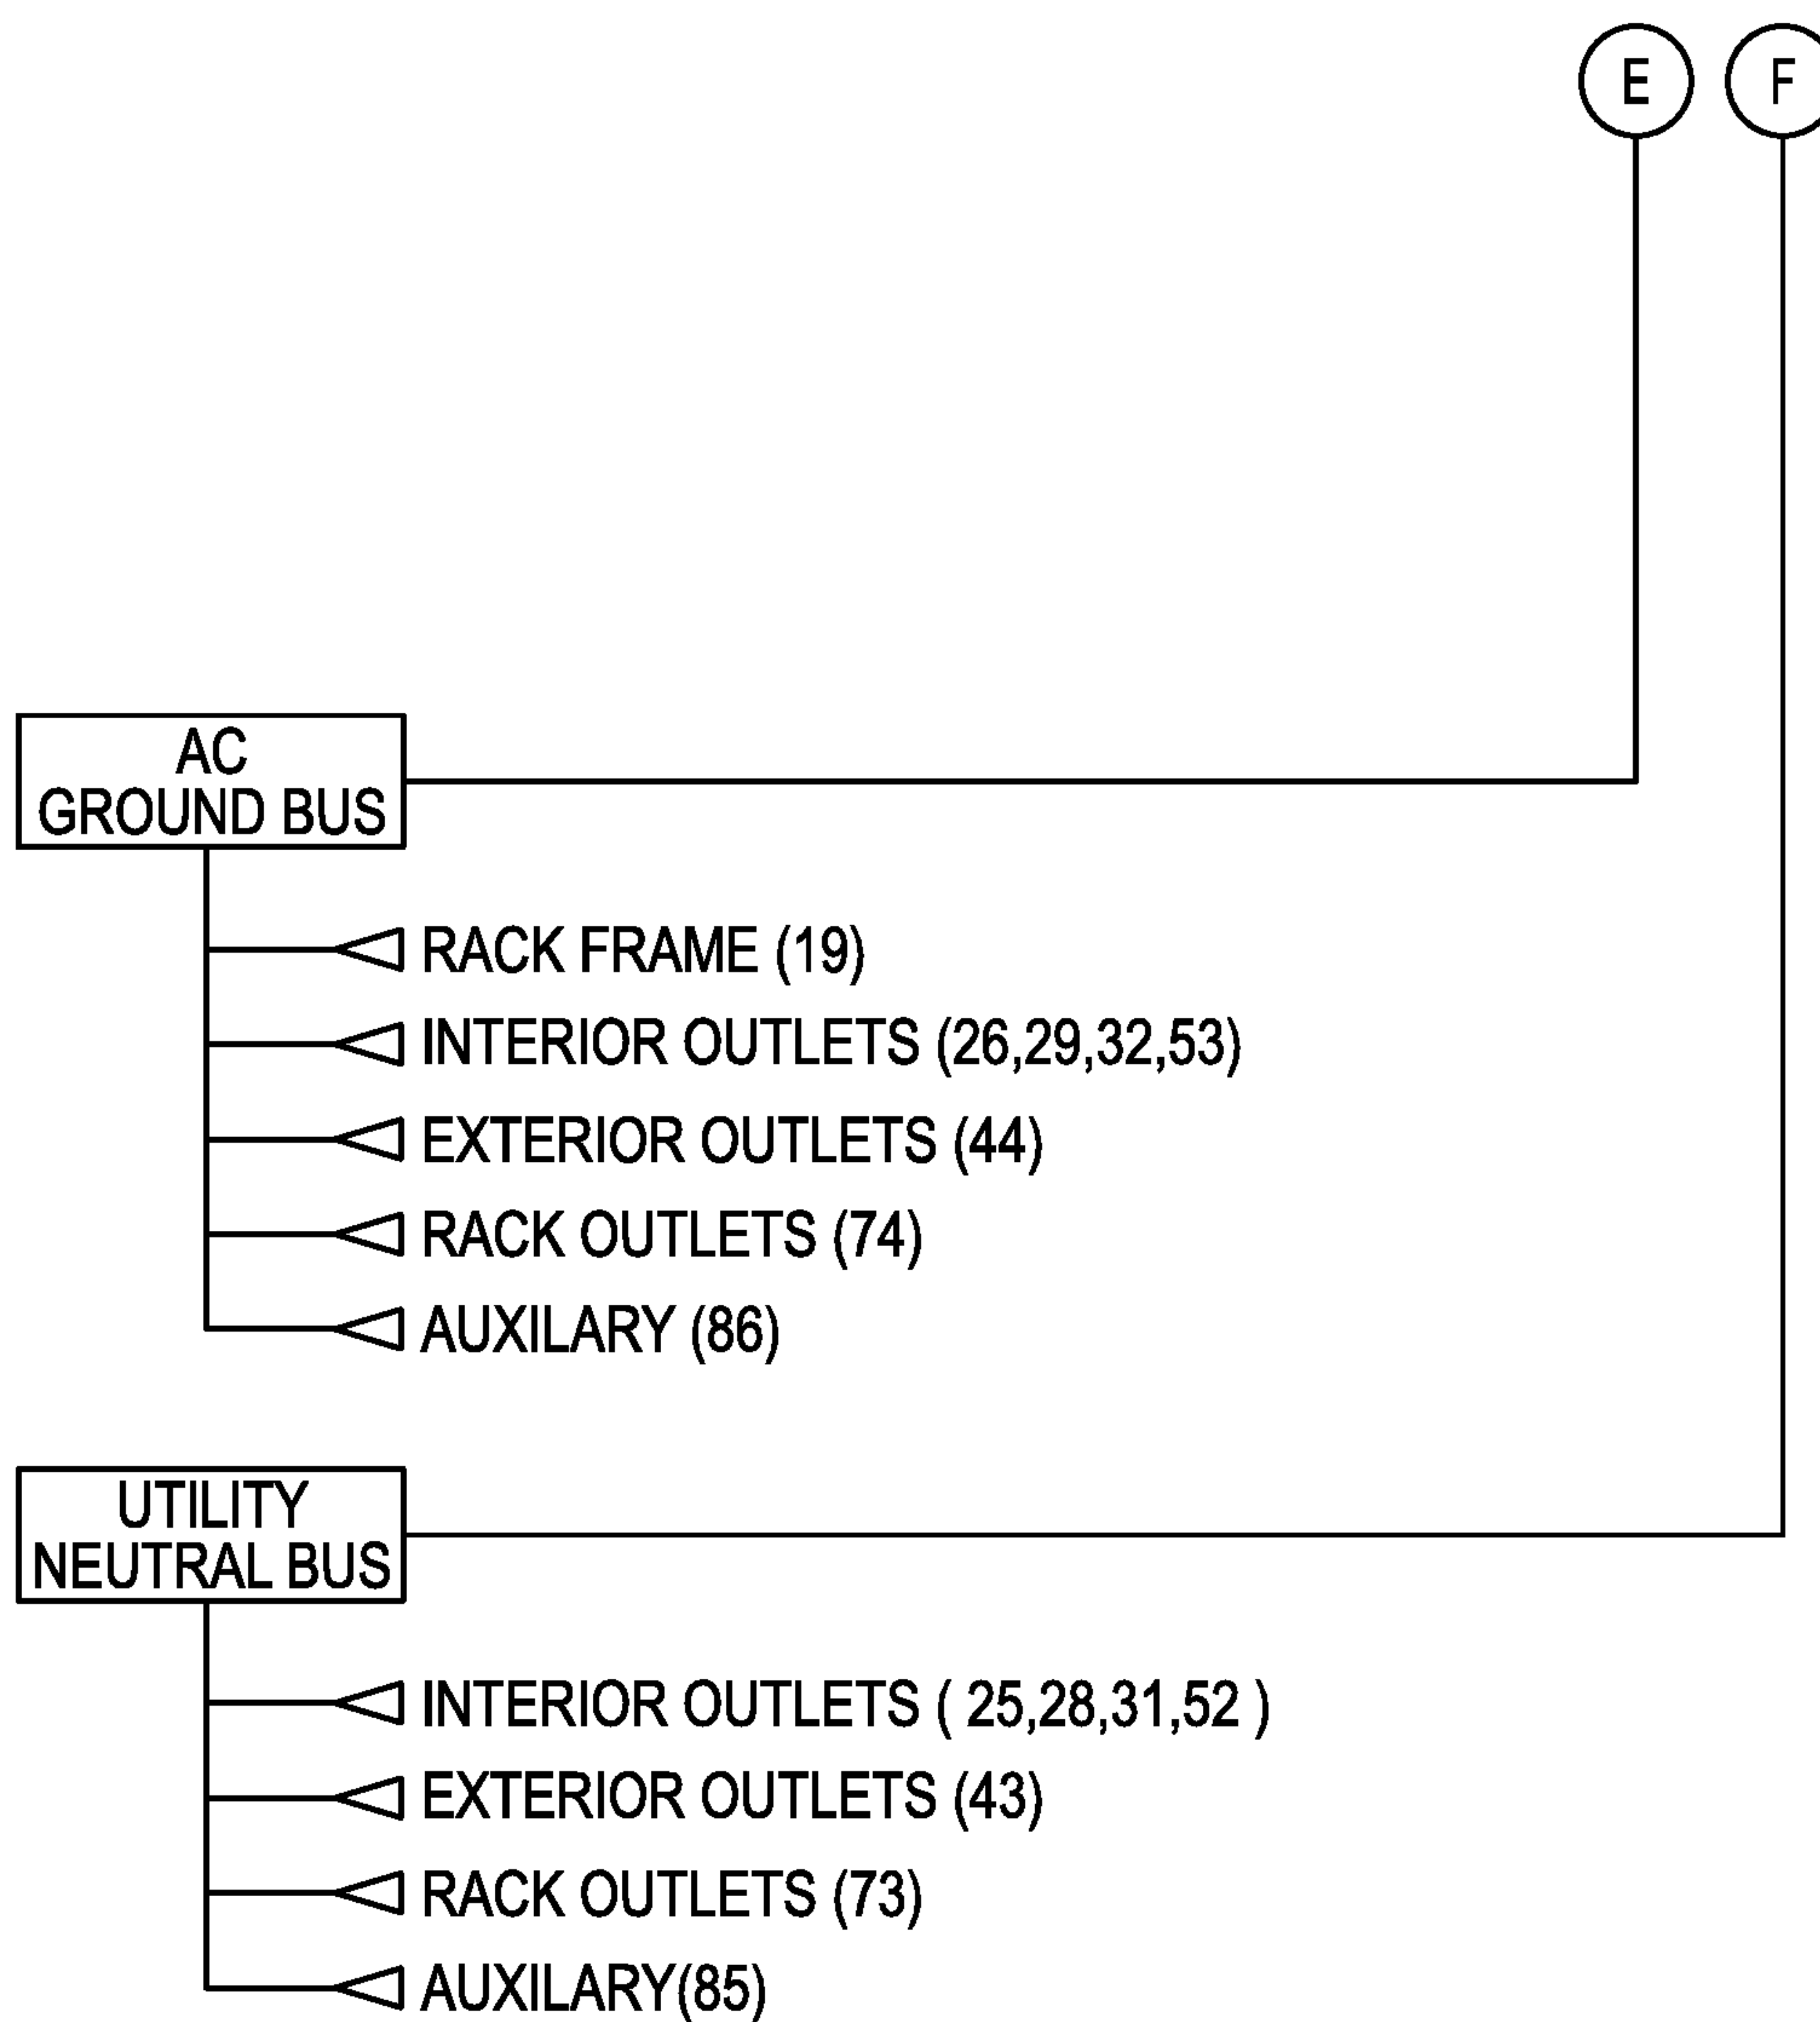 E F
AC
GROUND BUS
RACK FRAME (19)
INTERIOR OUTLETS (26,29,32,53)
EXTERIOR OUTLETS (44)
RACK OUTLETS (74)
AUXILARY (86)
UTILITY
NEUTRAL BUS
INTERIOR OUTLETS ( 25,28,31,52 )
EXTERIOR OUTLETS (43)
RACK OUTLETS (73)
AUXILARY(85)